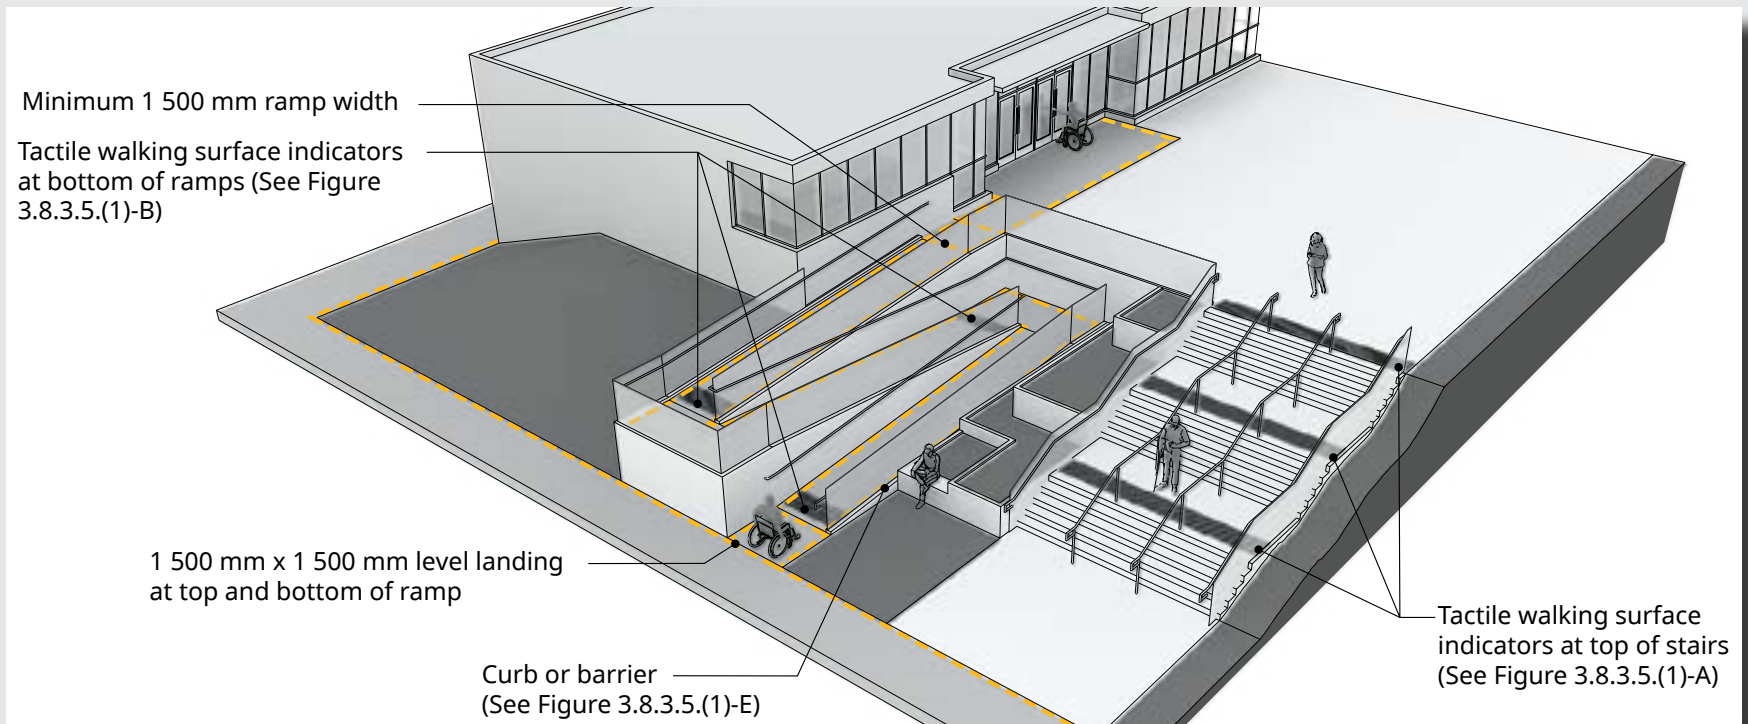 Minimum 1 500 mm ramp width
Tactile walking surface indicators
at bottom of ramps (See Figure
3.8.3.5.(1)-B)
1 500 mm x 1 500 mm level landing
at top and bottom of ramp
Curb or barrier
(See Figure 3.8.3.5.(1)-E)
Tactile walking surface
indicators at top of stairs
(See Figure 3.8.3.5.(1)-A)